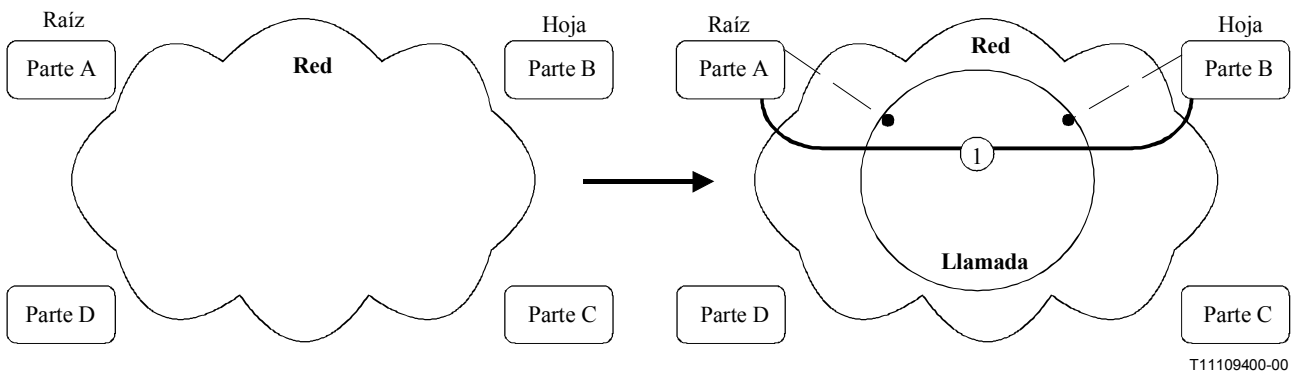 Raíz
Hoja
Parte A
Red
Parte B
Parte D
Parte C
Raíz
Hoja
Parte A
Red
Parte B
1
Llamada
Parte D
Parte C
T11109400-00